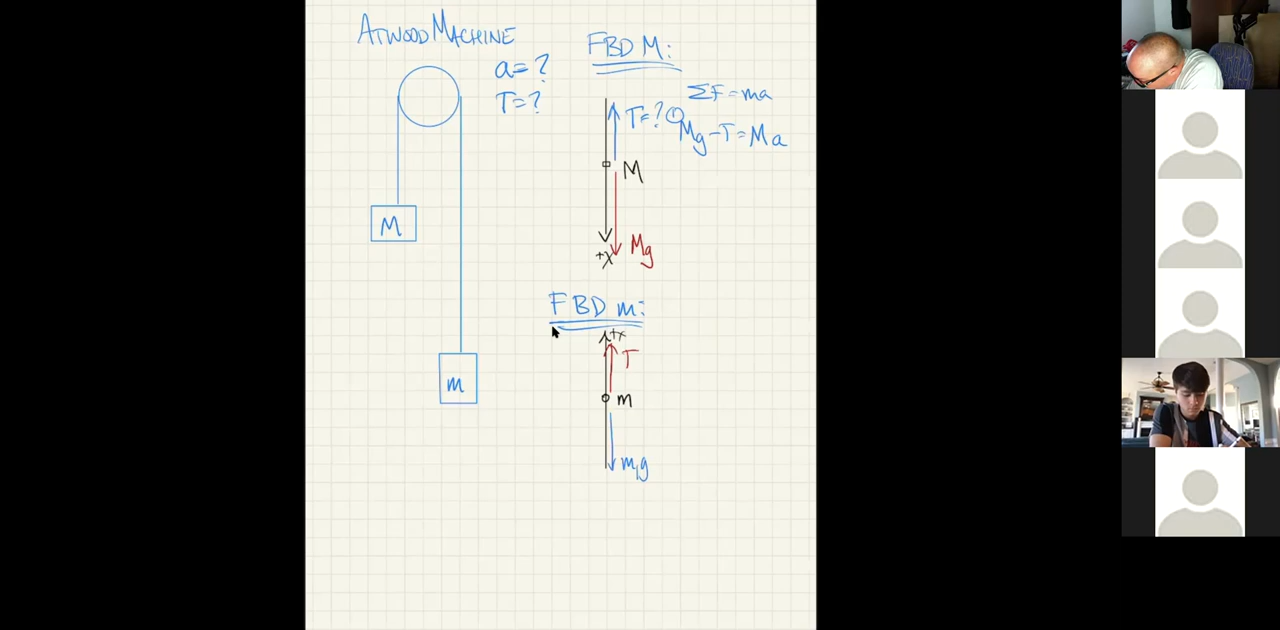 ATWOOD MACHINE
a = ?
T = ?
M
m
FBD M:
ΣF = ma
T = ?
① Mg - T = Ma
M
Mg
+x
FBD m:
+x
T
m
mg